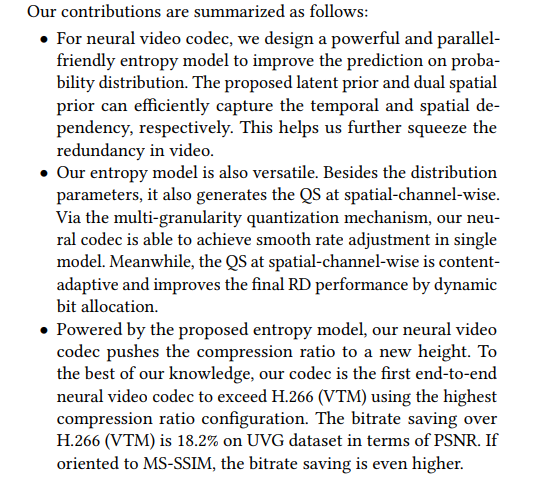 Our contributions are summarized as follows:
• For neural video codec, we design a powerful and parallel-
friendly entropy model to improve the prediction on proba-
bility distribution. The proposed latent prior and dual spatial
prior can efficiently capture the temporal and spatial de-
pendency, respectively. This helps us further squeeze the
redundancy in video.
• Our entropy model is also versatile. Besides the distribution
parameters, it also generates the QS at spatial-channel-wise.
Via the multi-granularity quantization mechanism, our neu-
ral codec is able to achieve smooth rate adjustment in single
model. Meanwhile, the QS at spatial-channel-wise is content-
adaptive and improves the final RD performance by dynamic
bit allocation.
• Powered by the proposed entropy model, our neural video
codec pushes the compression ratio to a new height. To
the best of our knowledge, our codec is the first end-to-end
neural video codec to exceed H.266 (VTM) using the highest
compression ratio configuration. The bitrate saving over
H.266 (VTM) is 18.2% on UVG dataset in terms of PSNR. If
oriented to MS-SSIM, the bitrate saving is even higher.